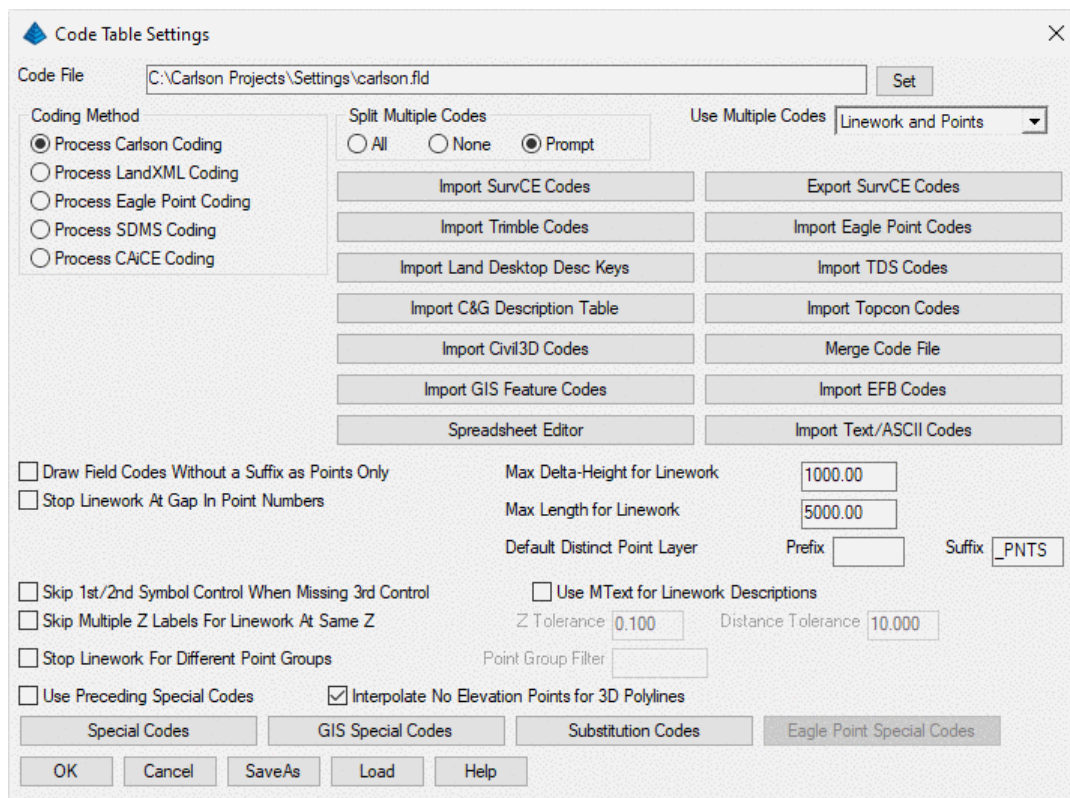 Code Table Settings
Code File C:\Carlson Projects\Settings\carlson.fld Set
Coding Method Split Multiple Codes Use Multiple Codes Linework and Points
Process Carlson Coding All None Prompt
Process LandXML Coding
Import SurvCE Codes Export SurvCE Codes
Process Eagle Point Coding
Process SDMS Coding Import Trimble Codes Import Eagle Point Codes
Process CAiCE Coding
Import Land Desktop Desc Keys Import TDS Codes
Import C&G Description Table Import Topcon Codes
Import Civil3D Codes Merge Code File
Import GIS Feature Codes Import EFB Codes
Spreadsheet Editor Import Text/ASCII Codes
Draw Field Codes Without a Suffix as Points Only Max Delta-Height for Linework 1000.00
Stop Linework At Gap In Point Numbers Max Length for Linework 5000.00
Default Distinct Point Layer Prefix Suffix _PNTS
Skip 1st/2nd Symbol Control When Missing 3rd Control Use MText for Linework Descriptions
Skip Multiple Z Labels For Linework At Same Z Z Tolerance 0.100 Distance Tolerance 10.000
Stop Linework For Different Point Groups Point Group Filter
Use Preceding Special Codes Interpolate No Elevation Points for 3D Polylines
Special Codes GIS Special Codes Substitution Codes Eagle Point Special Codes
OK Cancel SaveAs Load Help